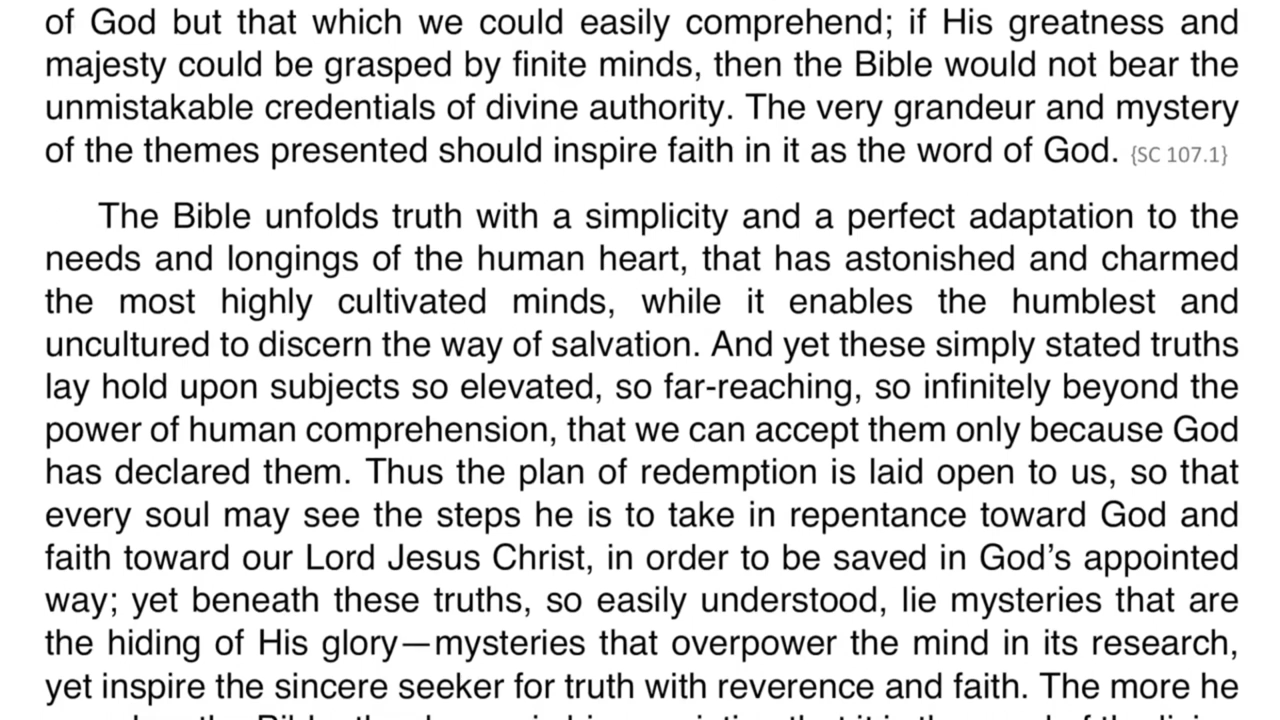 of God but that which we could easily comprehend; if His greatness and
majesty could be grasped by finite minds, then the Bible would not bear the
unmistakable credentials of divine authority. The very grandeur and mystery
of the themes presented should inspire faith in it as the word of God. {SC 107.1}
The Bible unfolds truth with a simplicity and a perfect adaptation to the
needs and longings of the human heart, that has astonished and charmed
the most highly cultivated minds, while it enables the humblest and
uncultured to discern the way of salvation. And yet these simply stated truths
lay hold upon subjects so elevated, so far-reaching, so infinitely beyond the
power of human comprehension, that we can accept them only because God
has declared them. Thus the plan of redemption is laid open to us, so that
every soul may see the steps he is to take in repentance toward God and
faith toward our Lord Jesus Christ, in order to be saved in God’s appointed
way; yet beneath these truths, so easily understood, lie mysteries that are
the hiding of His glory—mysteries that overpower the mind in its research,
yet inspire the sincere seeker for truth with reverence and faith. The more he